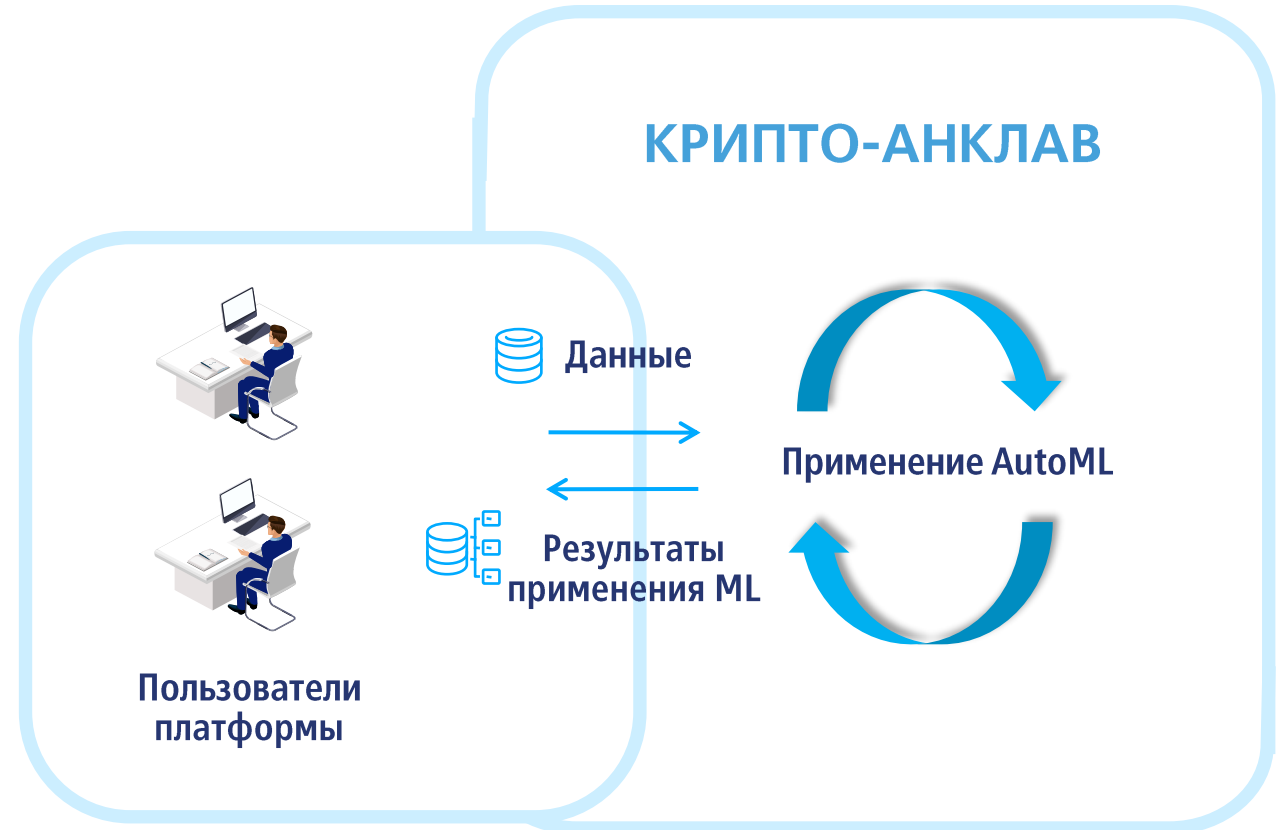 КРИПТО-АНКЛАВ
Данные
Применение AutoML
Результаты
применения ML
Пользователи
платформы